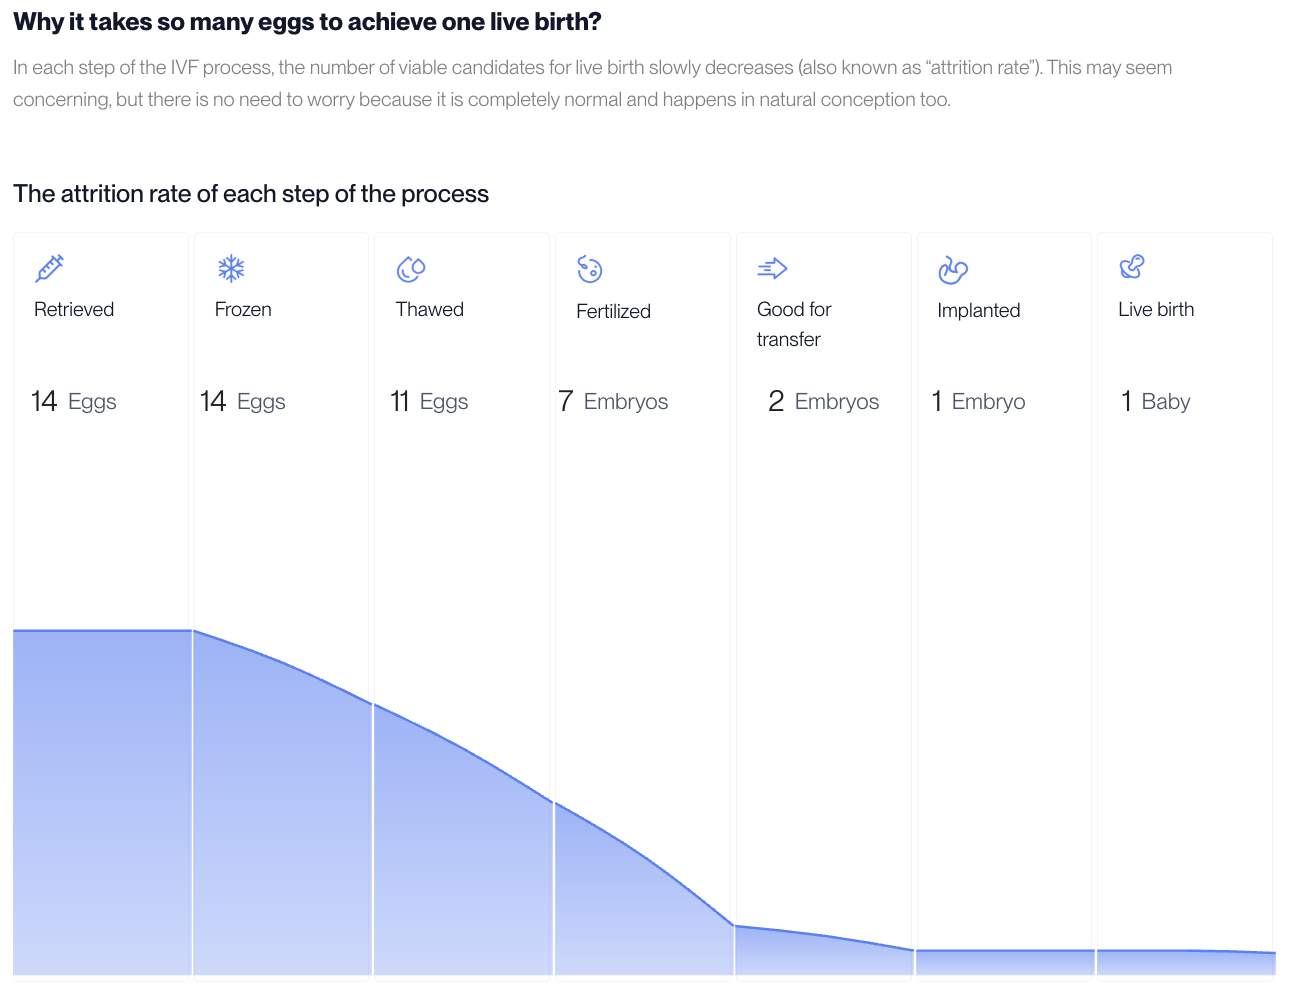 Why it takes so many eggs to achieve one live birth?
In each step of the IVF process, the number of viable candidates for live birth slowly decreases (also known as “attrition rate”). This may seem
concerning, but there is no need to worry because it is completely normal and happens in natural conception too.
The attrition rate of each step of the process
Retrieved
14 Eggs
Frozen
14 Eggs
Thawed
11 Eggs
Fertilized
7 Embryos
Good for
transfer
2 Embryos
Implanted
1 Embryo
Live birth
1 Baby